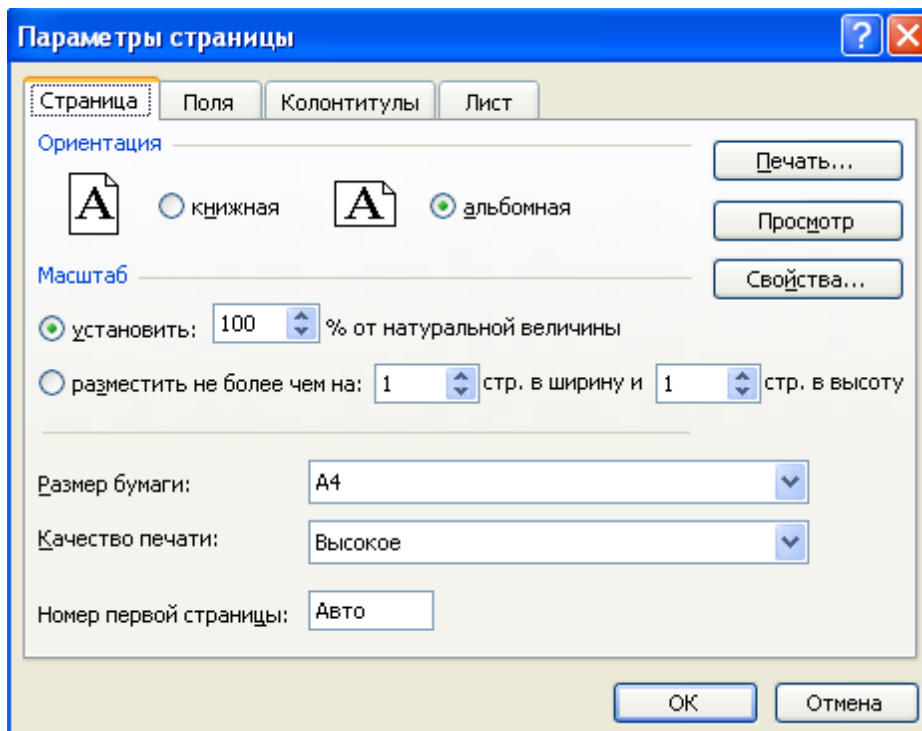 Параметры страницы
Страница Поля Колонтитулы Лист
Ориентация
Печать...
A книжная A альбомная
Просмотр
Масштаб
Свойства...
установить: 100 % от натуральной величины
разместить не более чем на: 1 стр. в ширину и 1 стр. в высоту
Размер бумаги: A4
Качество печати: Высокое
Номер первой страницы: Авто
ОК Отмена